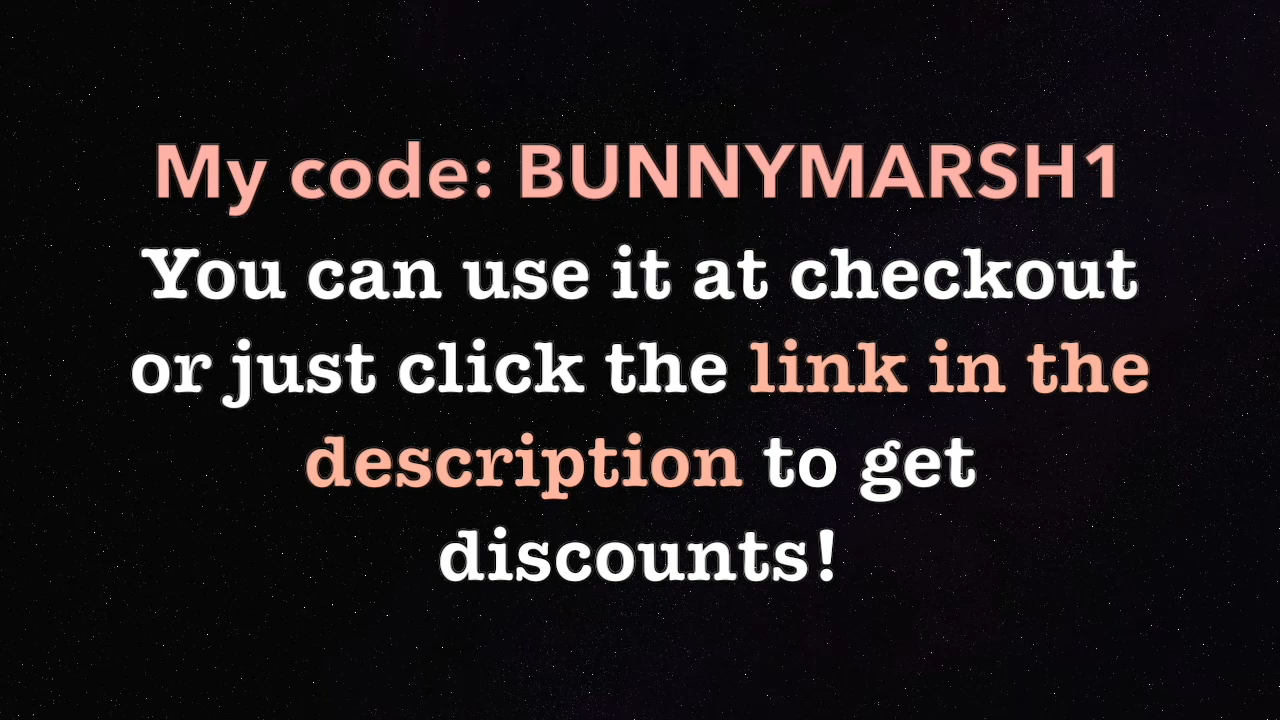 My code: BUNNYMARSH1
You can use it at checkout
or just click the link in the
description to get
discounts!